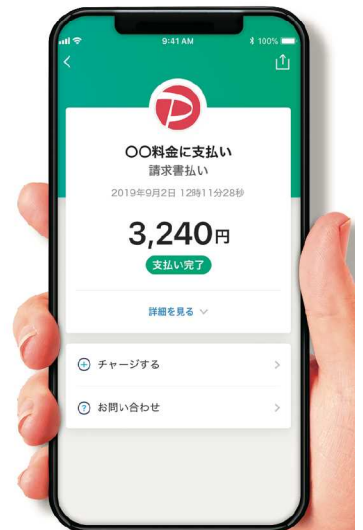 9:41 AM
100%
〇〇料金に支払い
請求書払い
2019年9月2日 12時11分28秒
3,240円
支払い完了
詳細を見る
チャージする
お問い合わせ